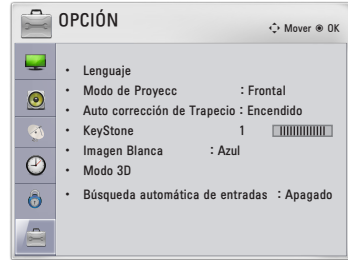 OPCIÓN
Mover OK
Lenguaje
Modo de Proyecc : Frontal
Auto corrección de Trapecio : Encendido
KeyStone 1
Imagen Blanca : Azul
Modo 3D
Búsqueda automática de entradas : Apagado